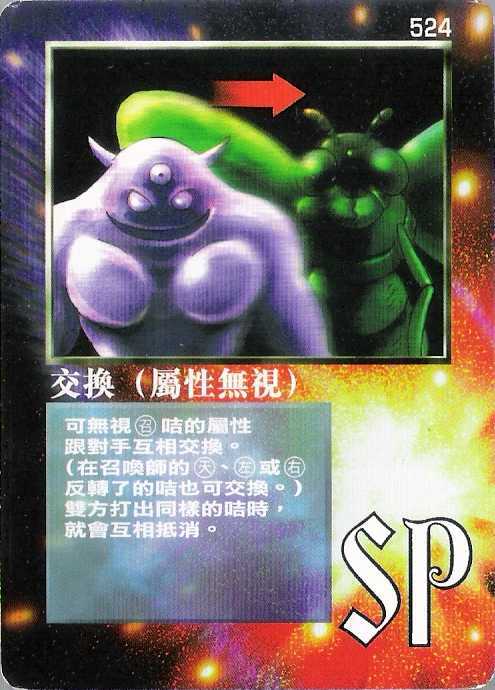 524
交換（屬性無視）
可無視㊂咭的屬性
跟對手互相交換。
（在召喚師的㊝、㊧或㊨
反轉了的咭也可交換。）
雙方打出同樣的咭時，
就會互相抵消。
SP